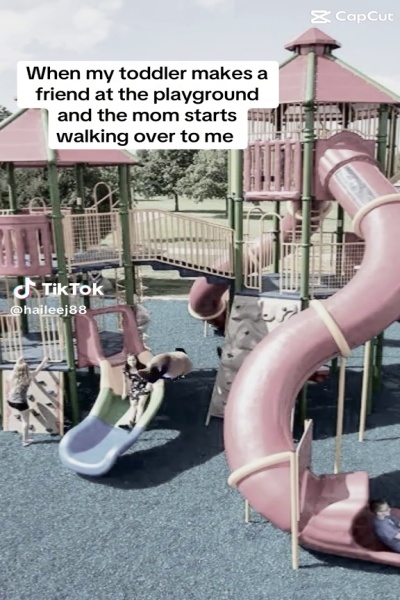 CapCut
When my toddler makes a
friend at the playground
and the mom starts
walking over to me
TikTok
@haileej88